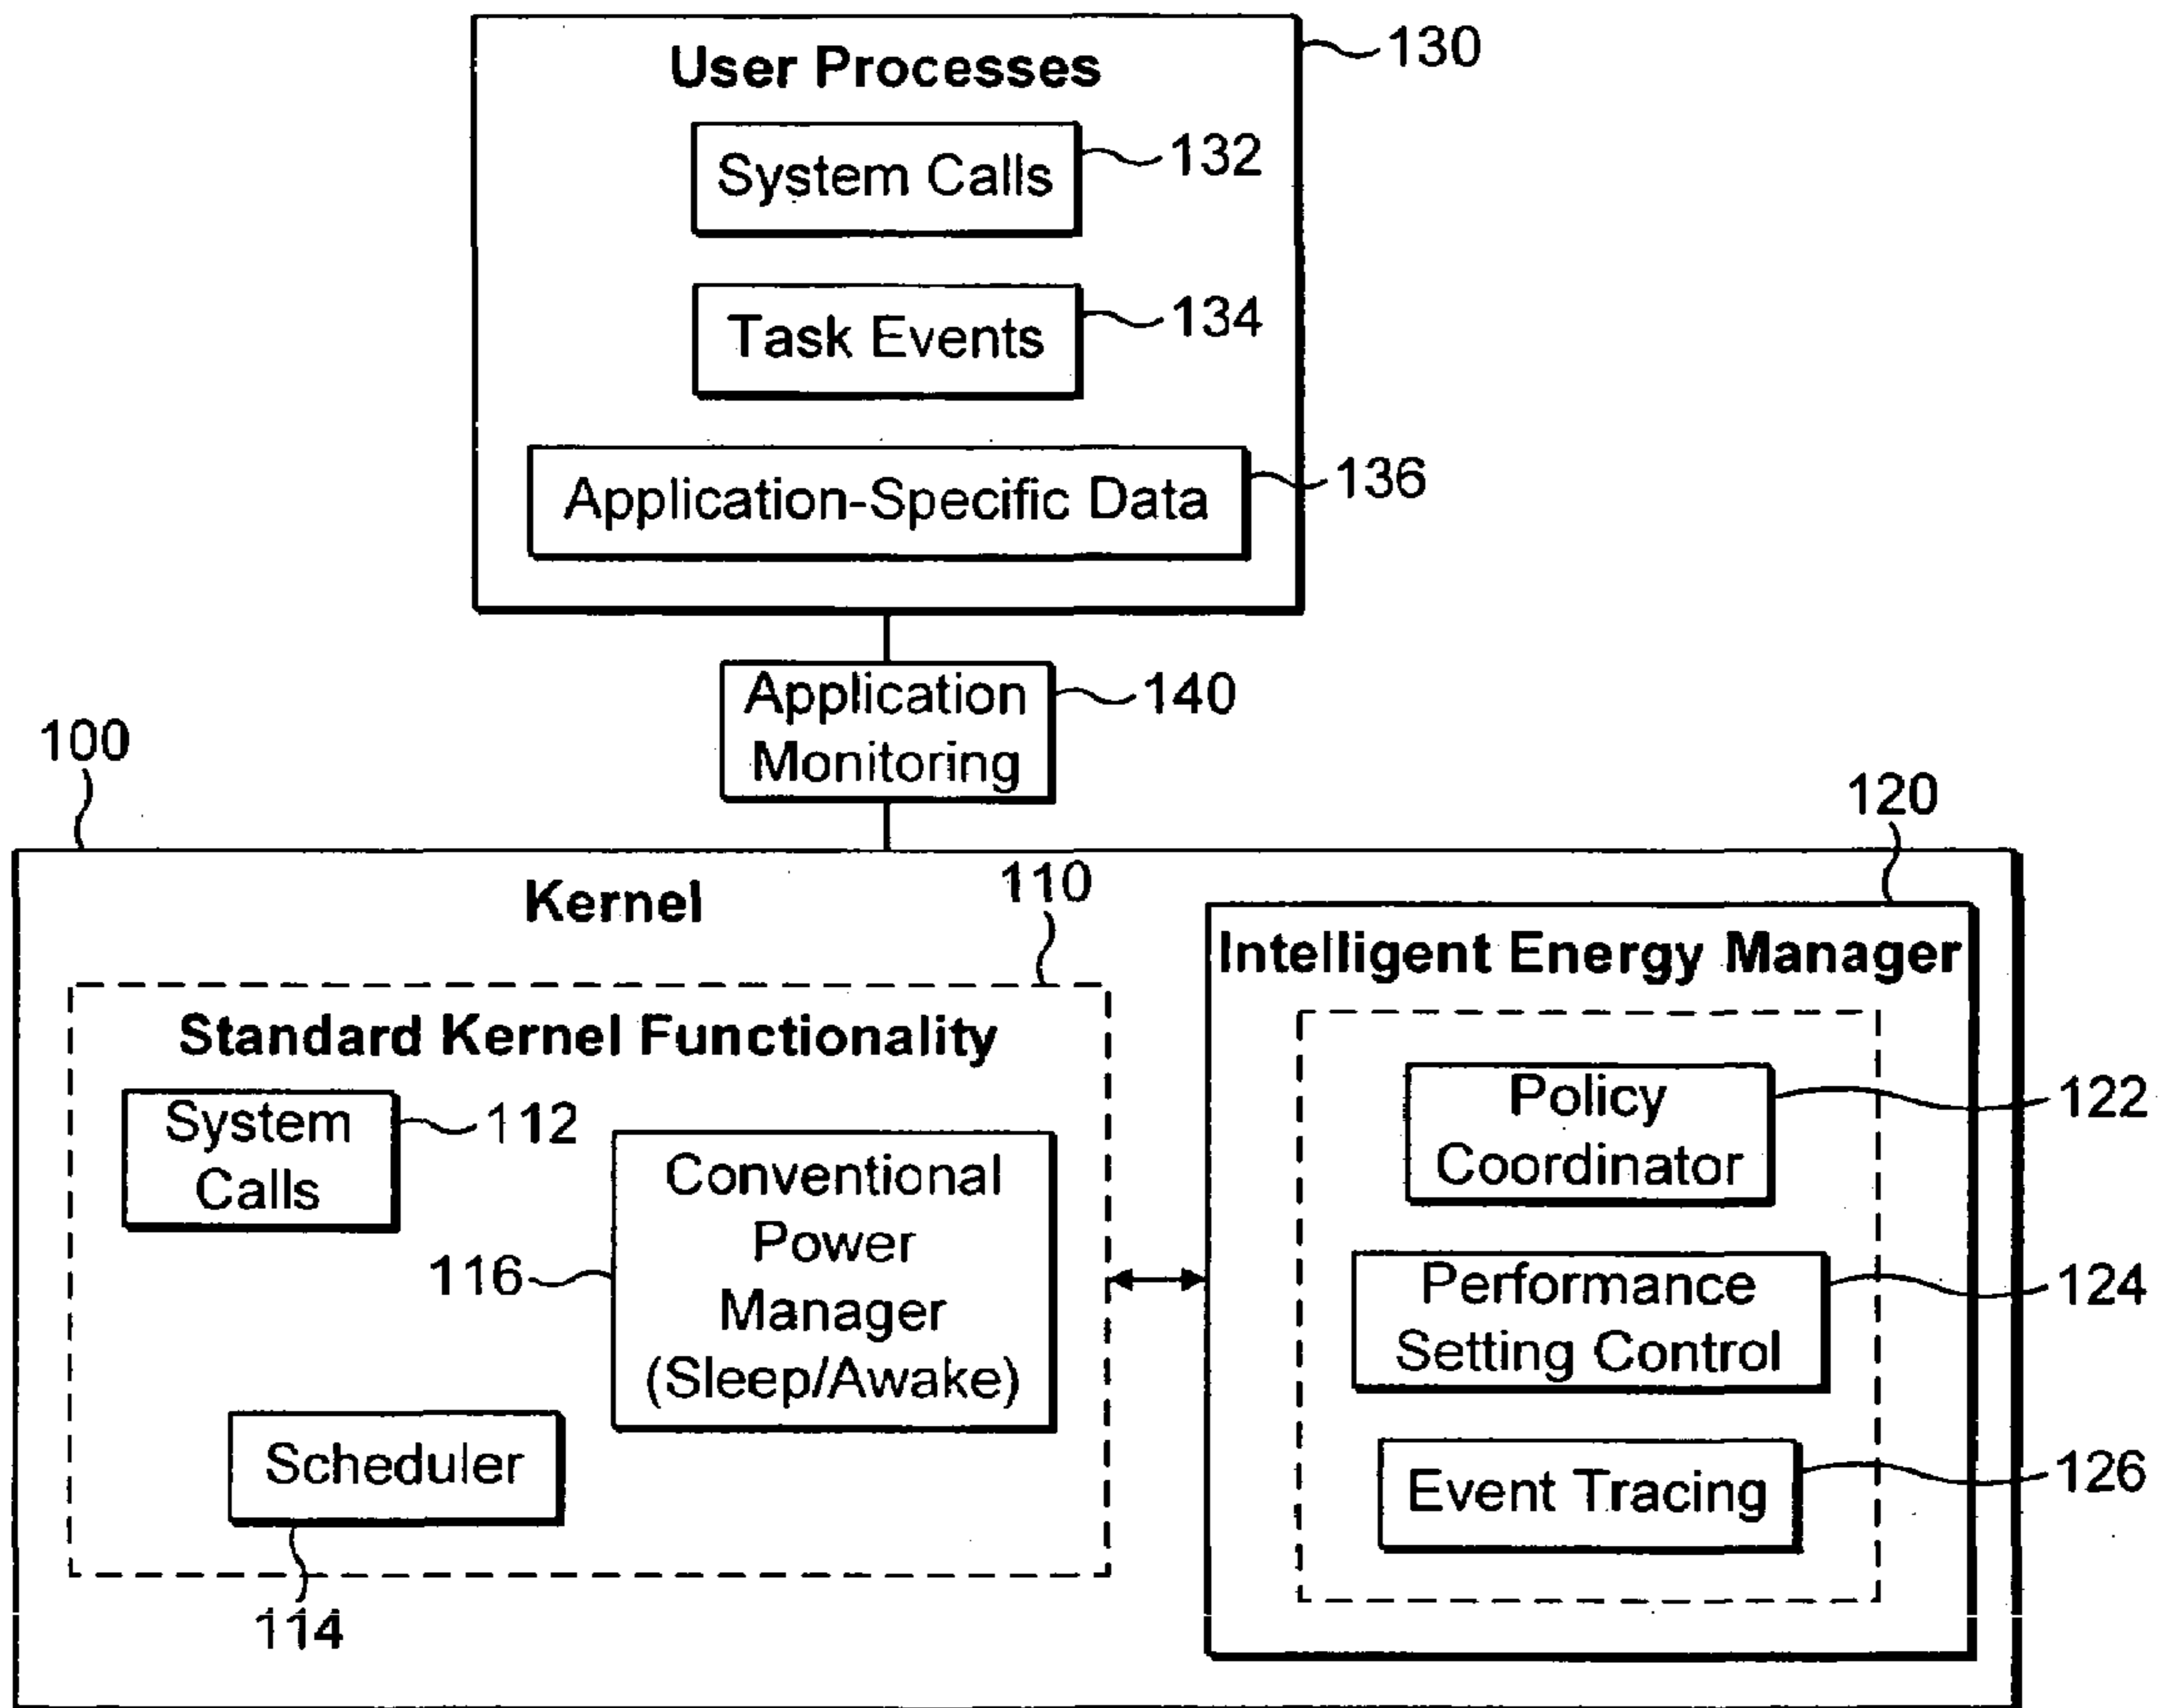 User Processes
130
System Calls
132
Task Events
134
Application-Specific Data
136
Application
Monitoring
140
100
120
Kernel
110
Intelligent Energy Manager
Standard Kernel Functionality
System
Calls
112
Conventional
Power
Manager
(Sleep/Awake)
116
Scheduler
114
Policy
Coordinator
122
Performance
Setting Control
124
Event Tracing
126